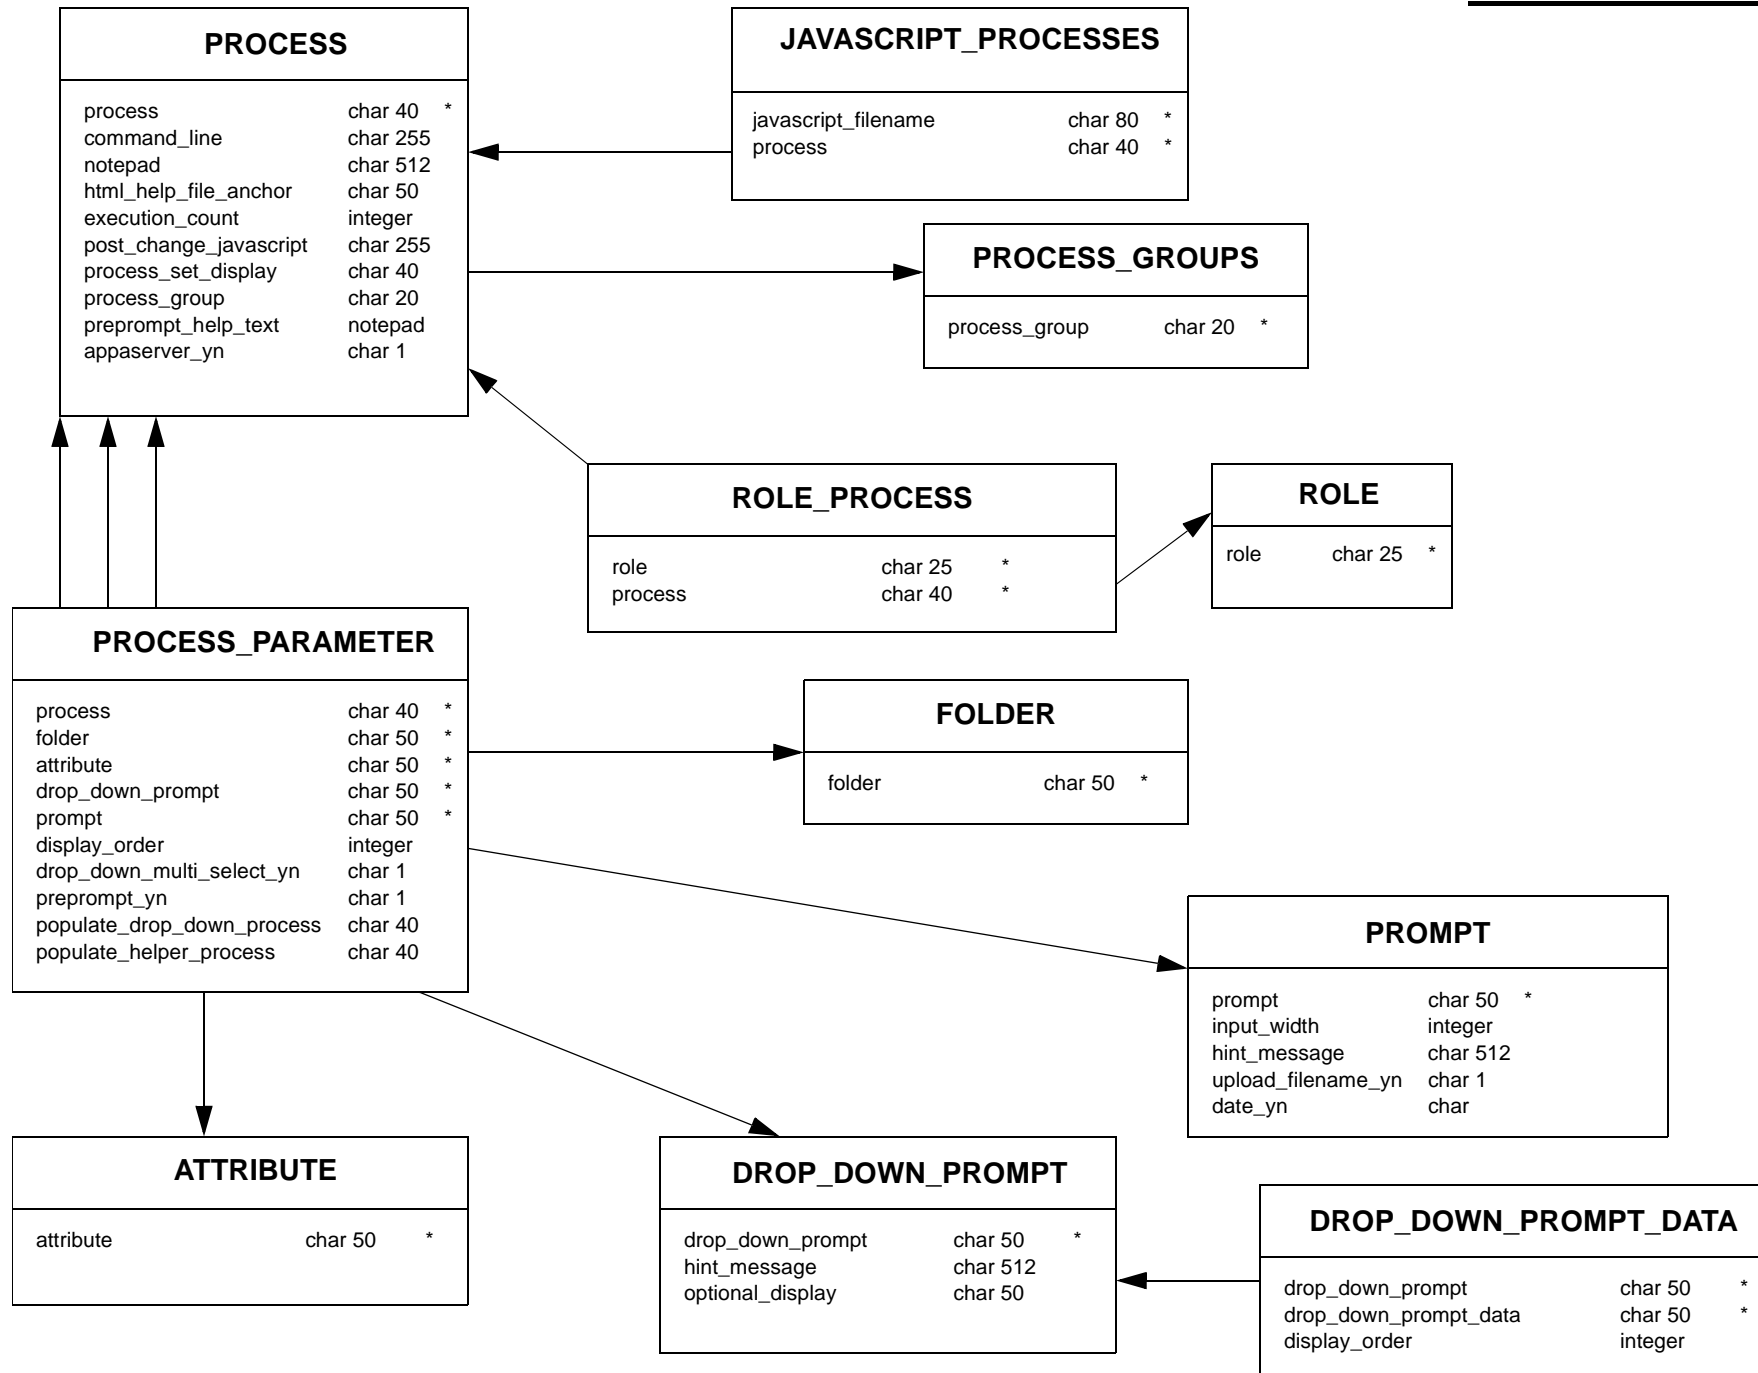 PROCESS
process char 40 *
command_line char 255
notepad char 512
html_help_file_anchor char 50
execution_count integer
post_change_javascript char 255
process_set_display char 40
process_group char 20
preprompt_help_text notepad
appaserver_yn char 1
JAVASCRIPT_PROCESSES
javascript_filename char 80 *
process char 40 *
PROCESS_GROUPS
process_group char 20 *
ROLE_PROCESS
role char 25 *
process char 40 *
ROLE
role char 25 *
PROCESS_PARAMETER
process char 40 *
folder char 50 *
attribute char 50 *
drop_down_prompt char 50 *
prompt char 50 *
display_order integer
drop_down_multi_select_yn char 1
preprompt_yn char 1
populate_drop_down_process char 40
populate_helper_process char 40
FOLDER
folder char 50 *
PROMPT
prompt char 50 *
input_width integer
hint_message char 512
upload_filename_yn char 1
date_yn char
ATTRIBUTE
attribute char 50 *
DROP_DOWN_PROMPT
drop_down_prompt char 50 *
hint_message char 512
optional_display char 50
DROP_DOWN_PROMPT_DATA
drop_down_prompt char 50 *
drop_down_prompt_data char 50 *
display_order integer